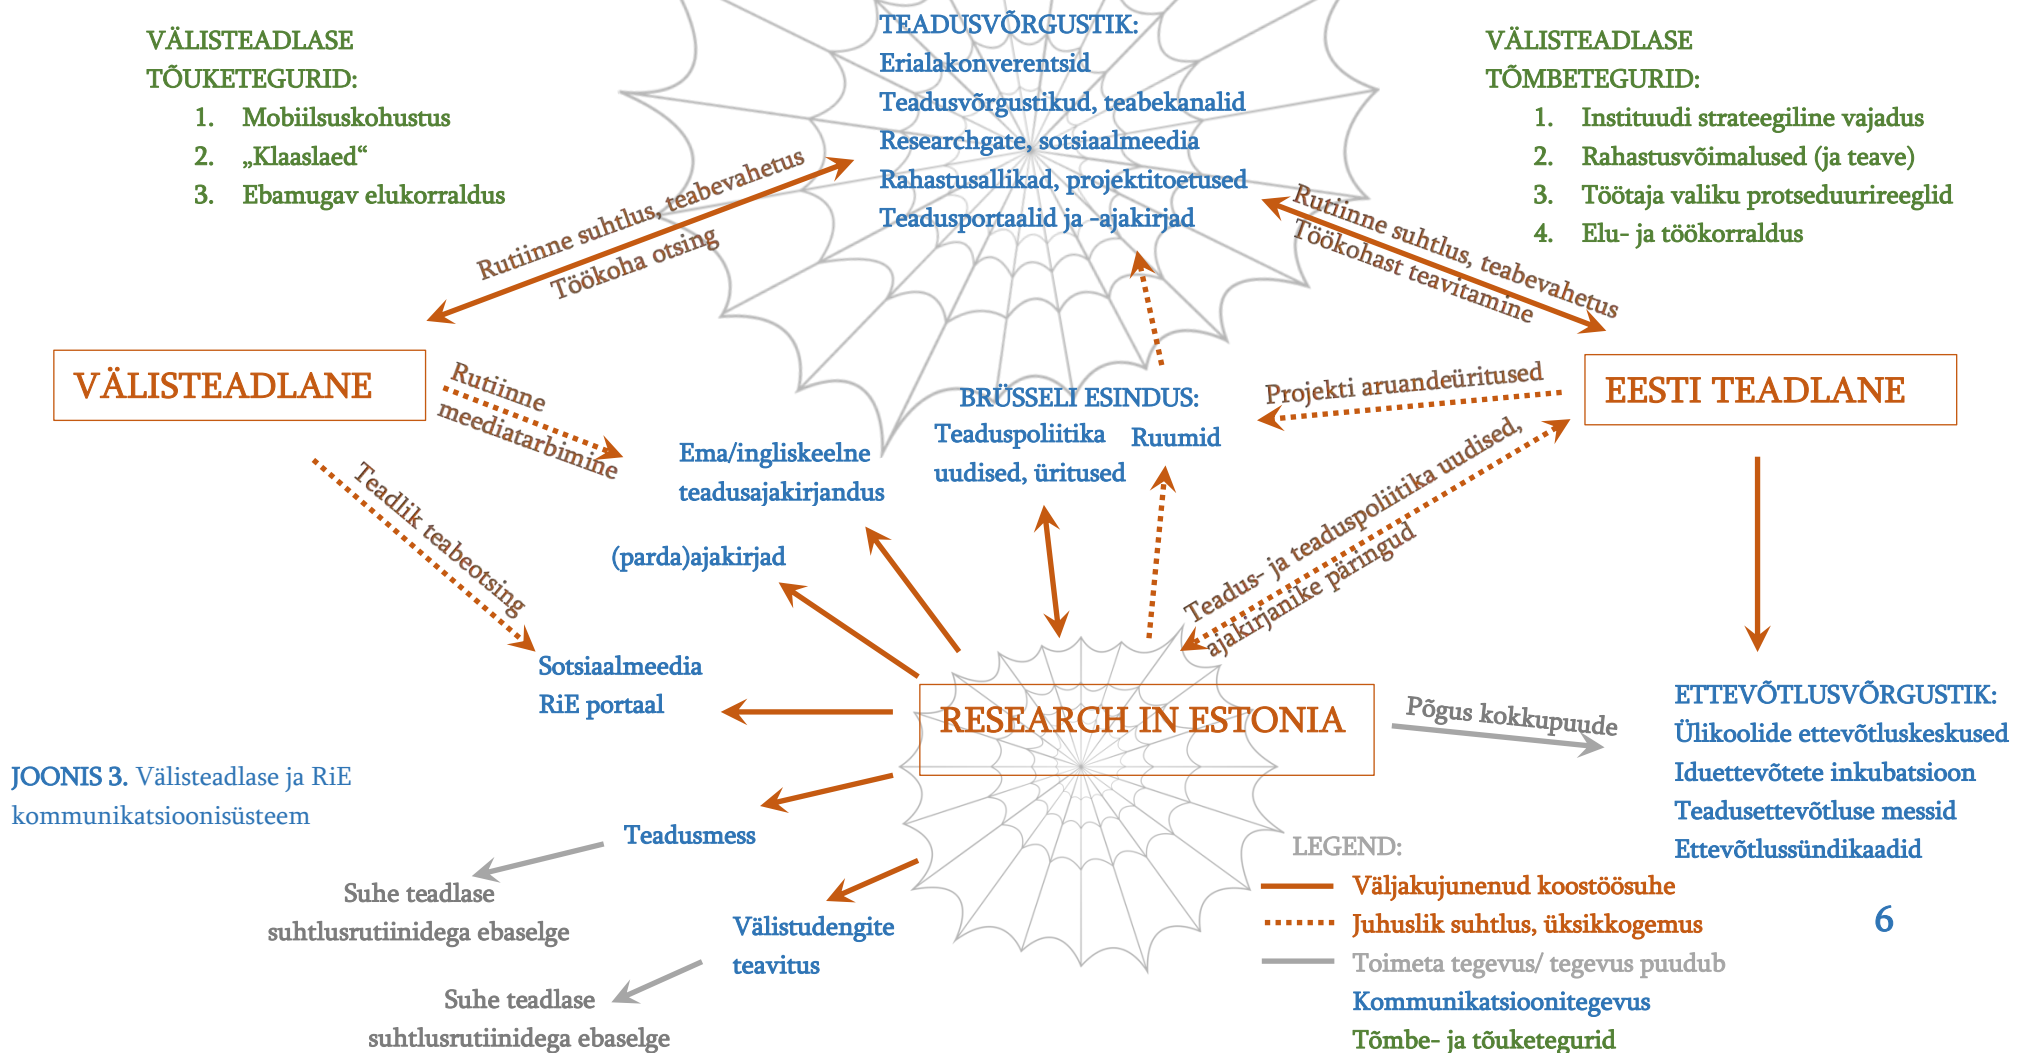 VÄLISTEADLASE
TÕUKETEGURID:
1. Mobiilsuskohustus
2. „Klaaslaed“
3. Ebamugav elukorraldus
TEADUSVÕRGUSTIK:
Erialakonverentsid
Teadusvõrgustikud, teabekanalid
Researchgate, sotsiaalmeedia
Rahastusallikad, projektitoetused
Teadusportaalid ja -ajakirjad
VÄLISTEADLASE
TÕMBETEGURID:
1. Instituudi strateegiline vajadus
2. Rahastusvõimalused (ja teave)
3. Töötaja valiku protseduurireeglid
4. Elu- ja töökorraldus
Rutiinne suhtlus, teabevahetus
Töökoha otsing
Rutiinne suhtlus, teabevahetus
Töökohast teavitamine
VÄLISTEADLANE
Rutiinne
meediatarbimine
BRÜSSELI ESINDUS:
Teaduspoliitika
uudised, üritused
Ruumid
Projekti aruandeüritused
EESTI TEADLANE
Ema/ingliskeelne
teadusajakirjandus
(parda)ajakirjad
Teadlik teabeotsing
Teadus- ja teaduspoliitika uudised,
ajakirjanike päringud
Sotsiaalmeedia
RiE portaal
RESEARCH IN ESTONIA
Põgus kokkupuude
ETTEVÕTLUSVÕRGUSTIK:
Ülikoolide ettevõtluskeskused
Iduettevõtete inkubatsioon
Teadusettevõtluse messid
Ettevõtlussündikaadid
JOONIS 3. Välisteadlase ja RiE
kommunikatsioonisüsteem
Teadusmess
Suhe teadlase
suhtlusrutiinidega ebaselge
Välistudengite
teavitus
Suhe teadlase
suhtlusrutiinidega ebaselge
LEGEND:
Väljakujunenud koostöösuhe
Juhuslik suhtlus, üksikkogemus
Toimeta tegevus/ tegevus puudub
Kommunikatsioonitegevus
Tõmbe- ja tõuketegurid
6